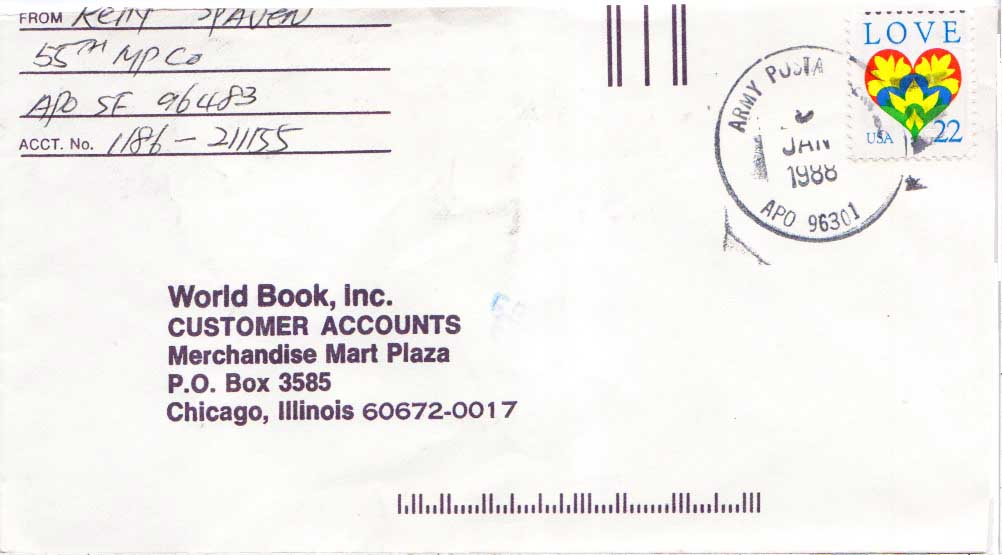 FROM Kelly Spaven
55TH MP Co
APO SF 96483
ACCT. No. 1186-211155
ARMY POSTA
JAN
1988
APO 96301
LOVE
USA 22
World Book, inc.
CUSTOMER ACCOUNTS
Merchandise Mart Plaza
P.O. Box 3585
Chicago, Illinois 60672-0017